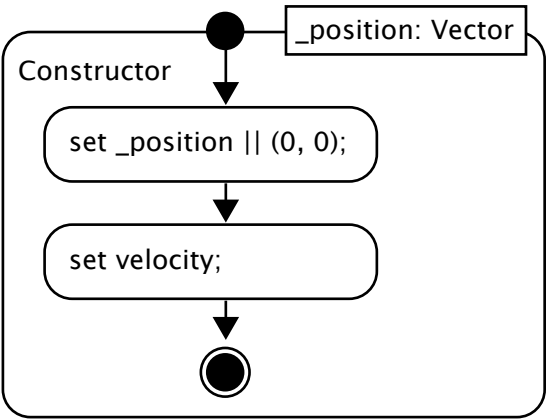 _position: Vector
Constructor
set _position || (0, 0);
set velocity;